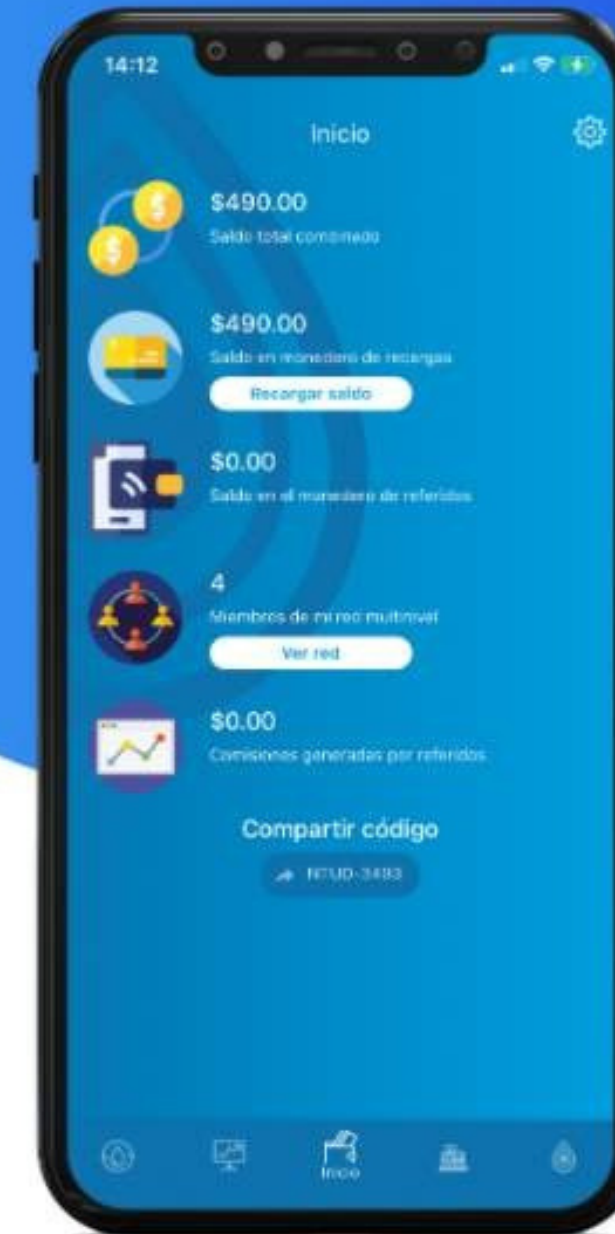 14:12
Inicio
$490.00
Saldo total combinado
$490.00
Saldo en monedero de recargas
Recargar saldo
$0.00
Saldo en el monedero de referidos
4
Miembros de mi red multinivel
Ver red
$0.00
Comisiones generadas por referidos
Compartir código
NTUD-3493
Inicio